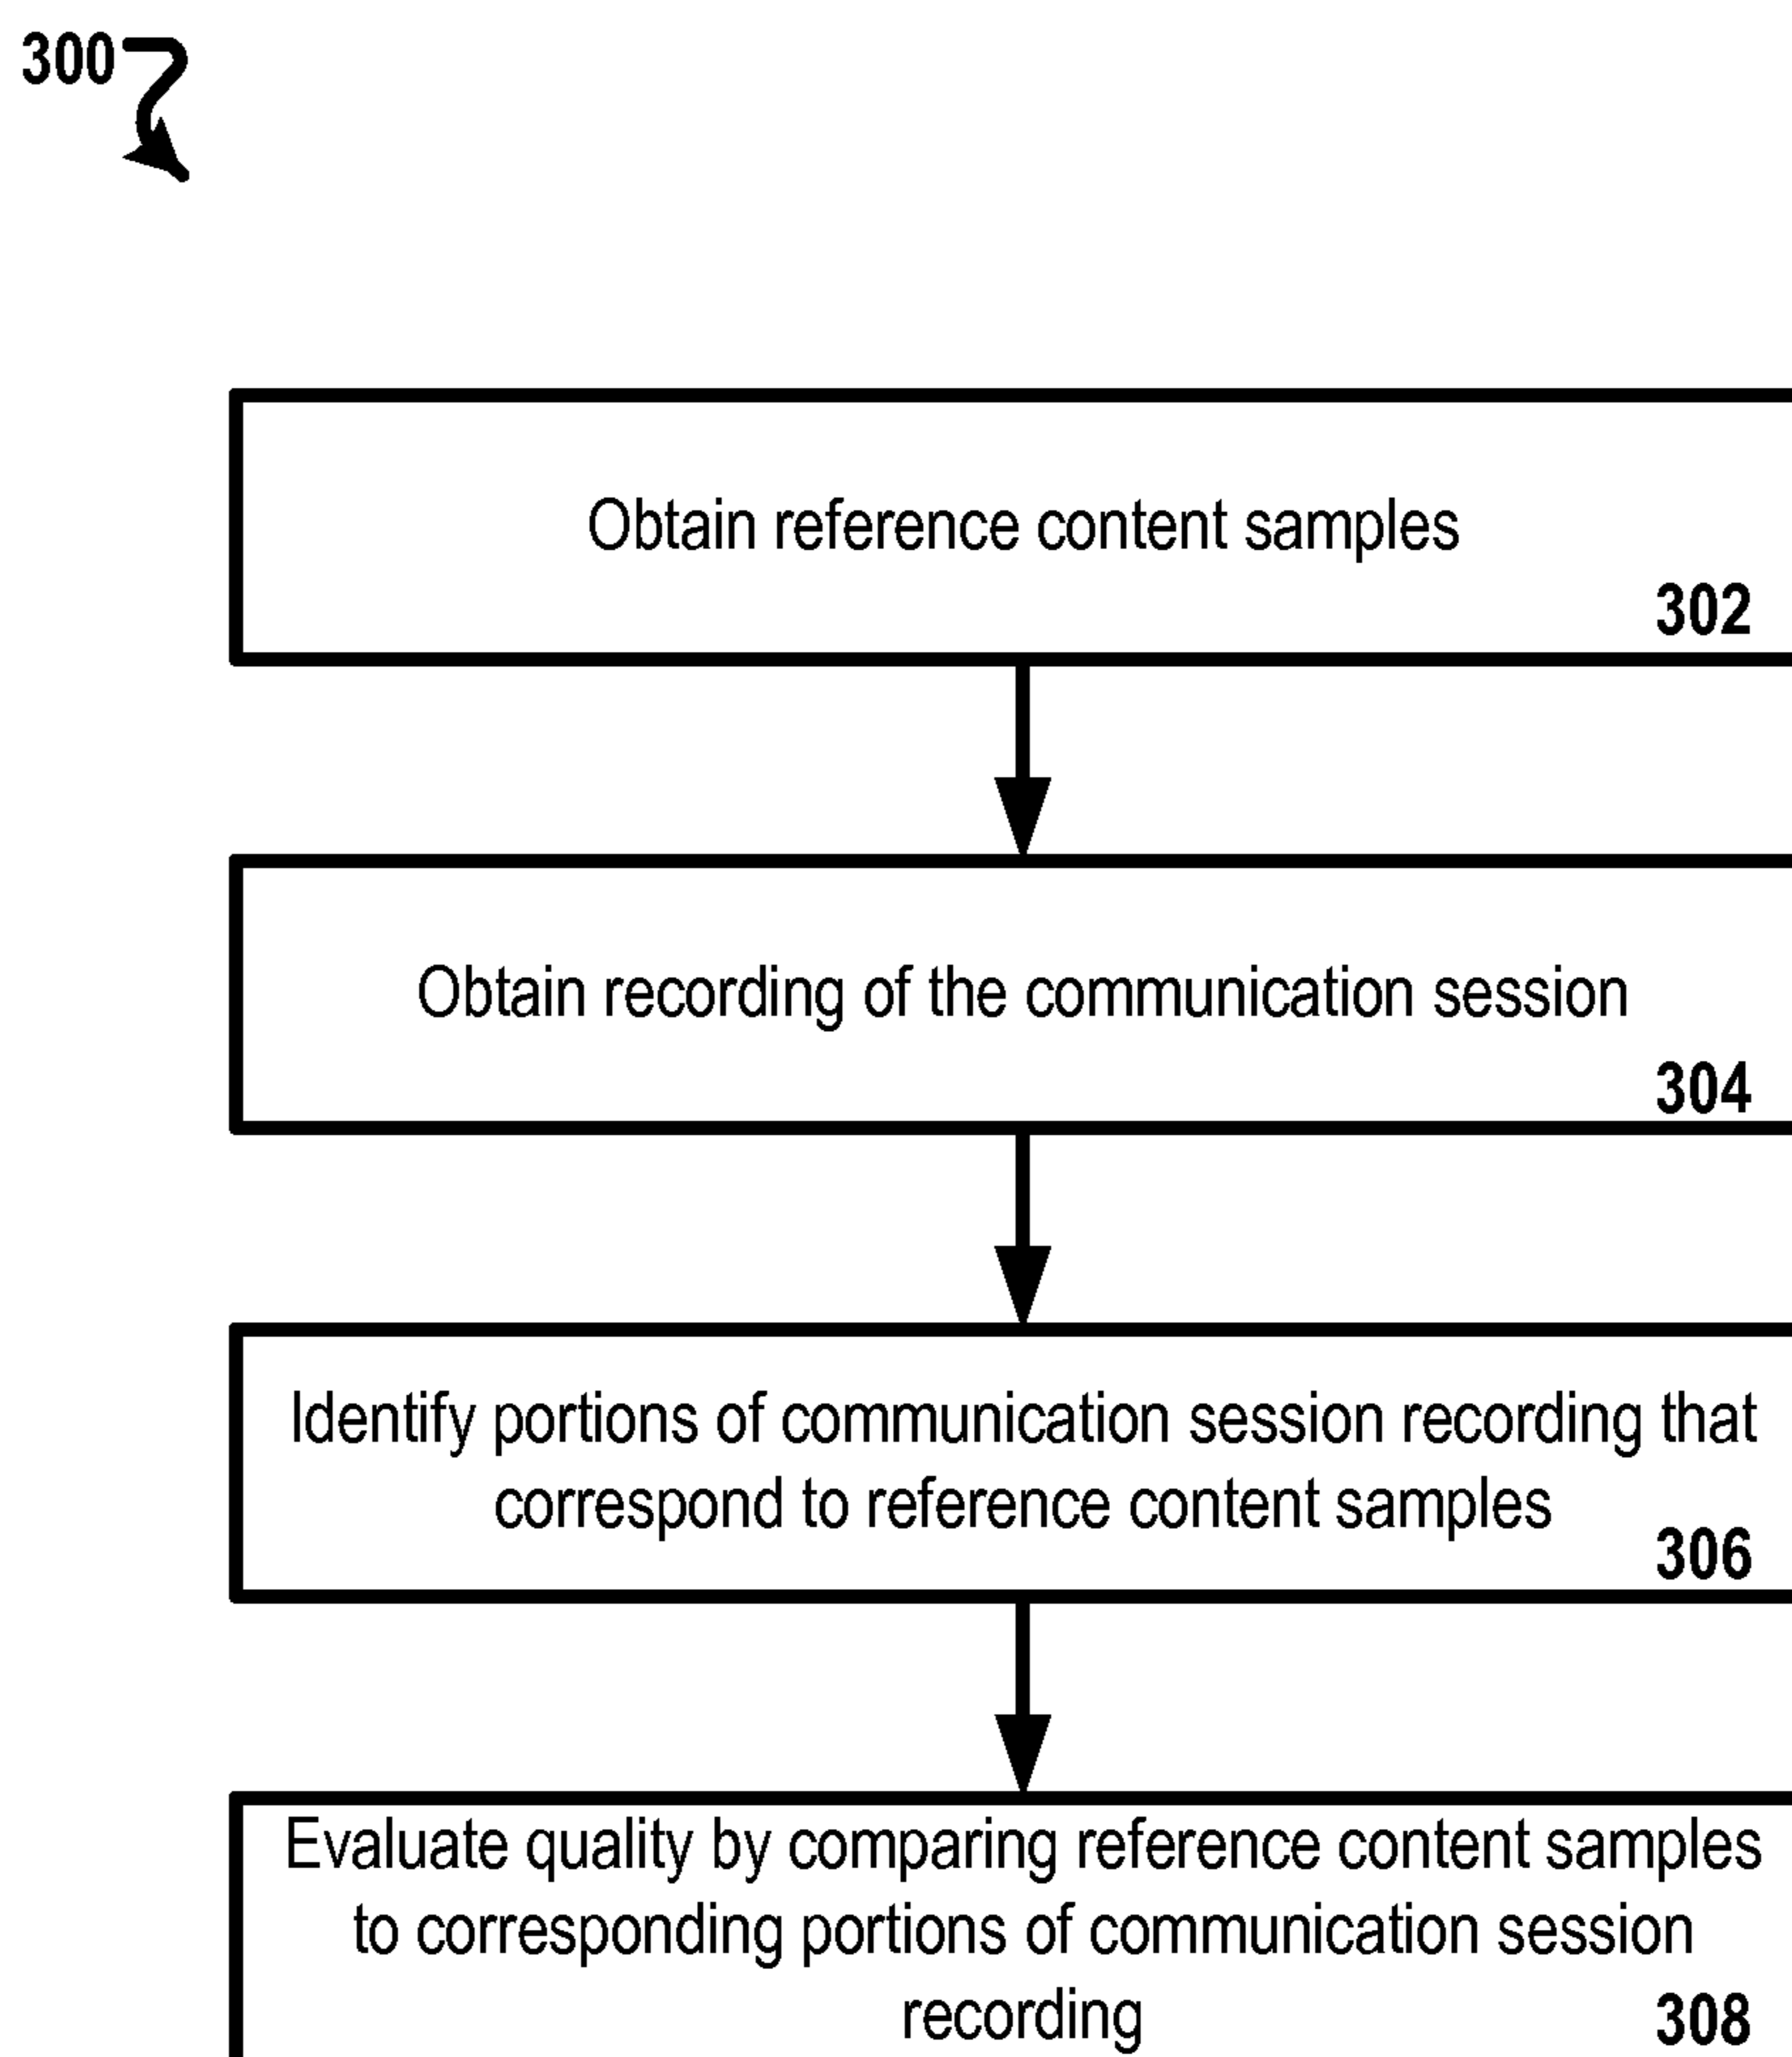 300
Obtain reference content samples
302
Obtain recording of the communication session
304
Identify portions of communication session recording that
correspond to reference content samples
306
Evaluate quality by comparing reference content samples
to corresponding portions of communication session
recording
308